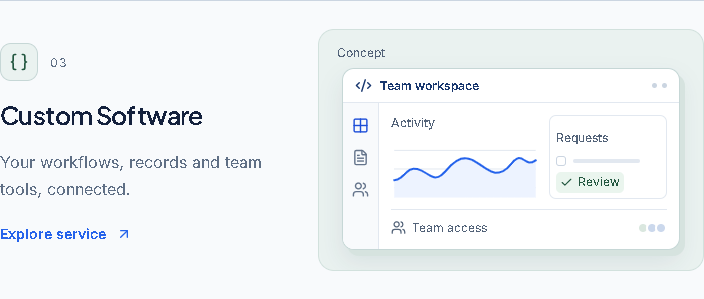 03
Custom Software
Your workflows, records and team
tools, connected.
Explore service
Concept
Team workspace
Activity
Requests
Review
Team access